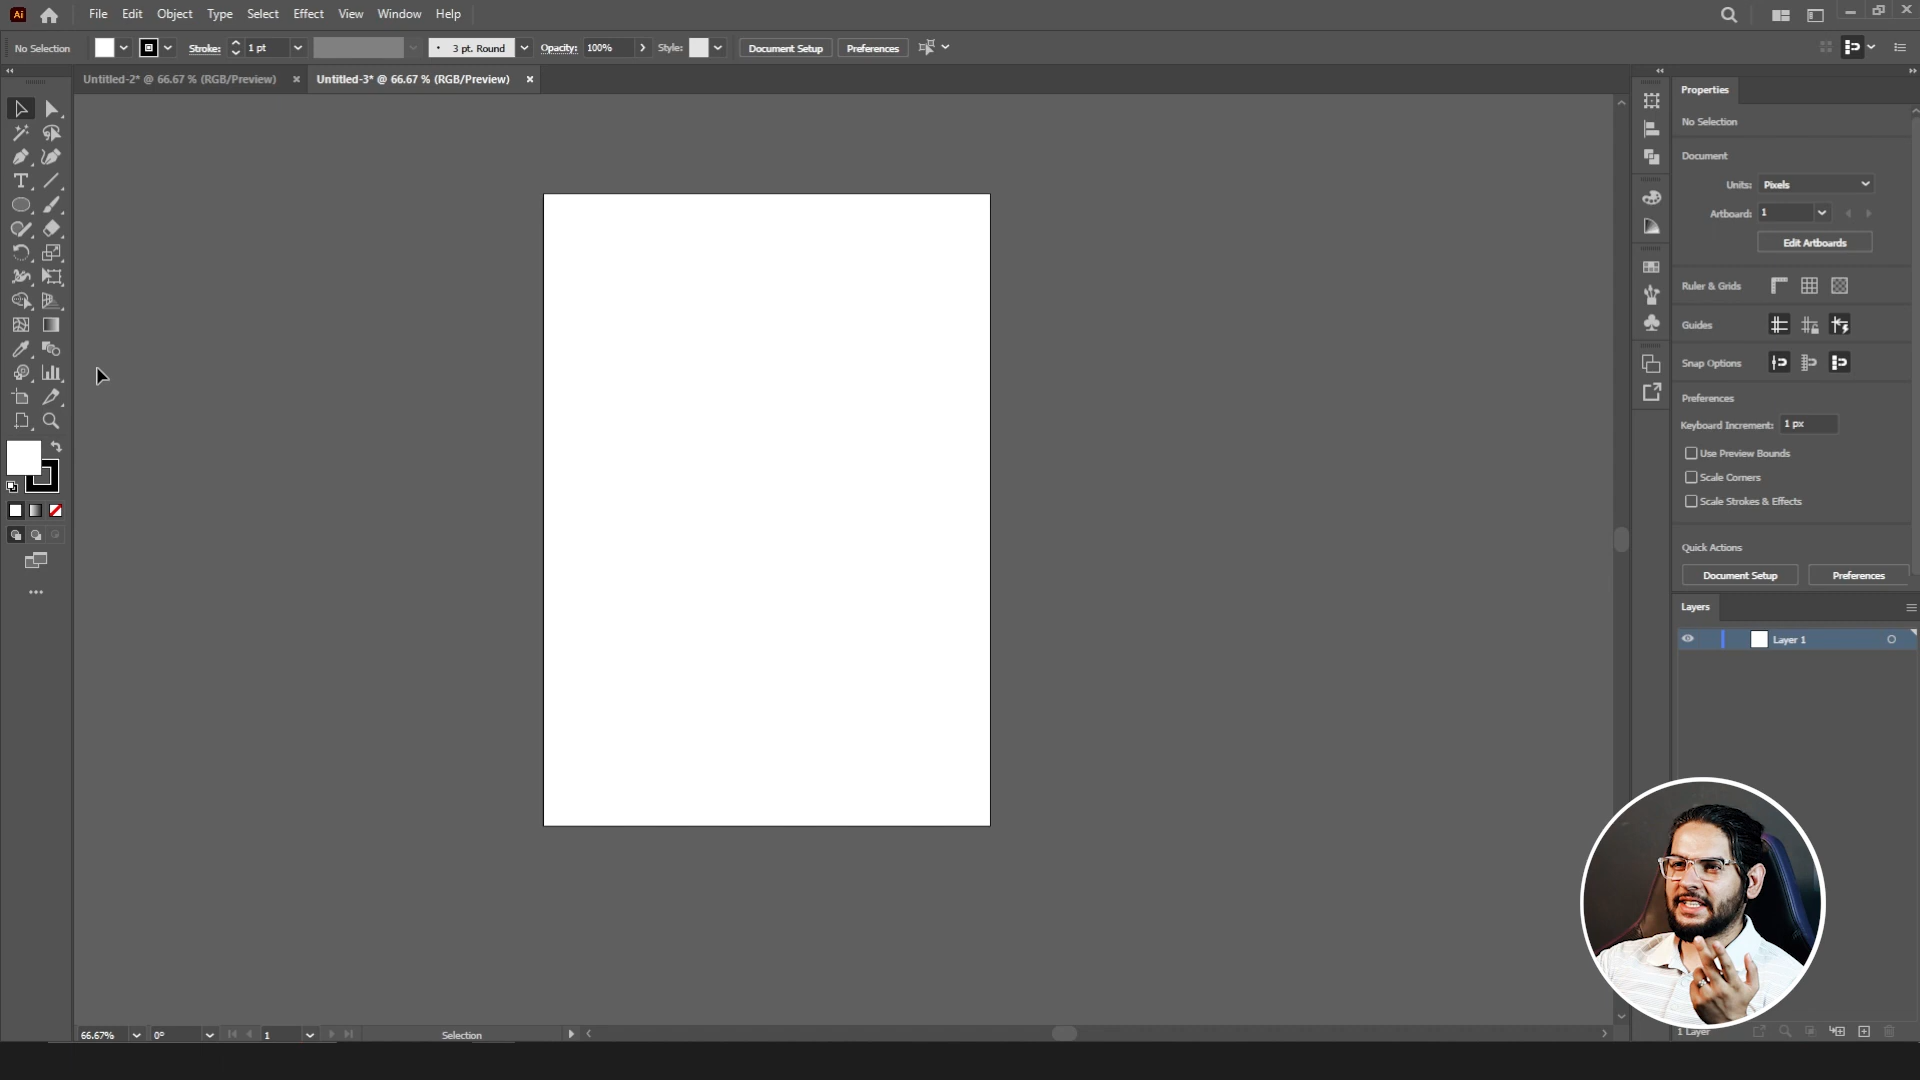 Ai File Edit Object Type Select Effect View Window Help
No Selection Stroke: 1 pt 3 pt. Round Opacity: 100% Style: Document Setup Preferences
Untitled-2* @ 66.67 % (RGB/Preview) Untitled-3* @ 66.67 % (RGB/Preview)
Properties
No Selection
Document
Units: Pixels
Artboard: 1
Edit Artboards
Ruler & Grids
Guides
Snap Options
Preferences
Keyboard Increment: 1 px
Use Preview Bounds
Scale Corners
Scale Strokes & Effects
Quick Actions
Document Setup Preferences
Layers
Layer 1
1 Layer
66.67% 0° 1 Selection